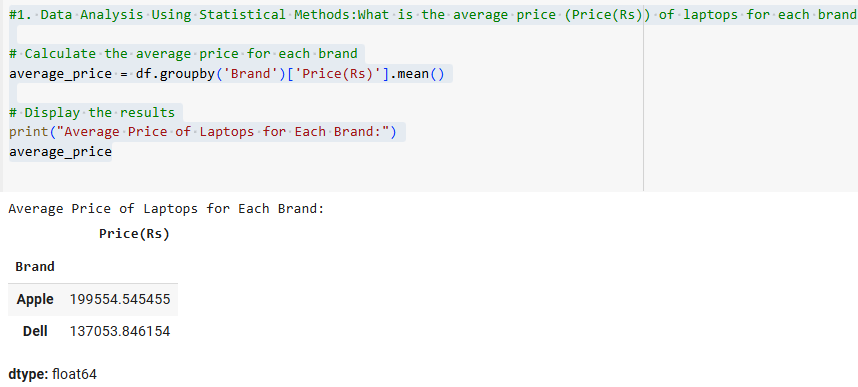 #1. Data Analysis Using Statistical Methods:What is the average price (Price(Rs)) of laptops for each brand
# Calculate the average price for each brand
average_price = df.groupby('Brand')['Price(Rs)'].mean()
# Display the results
print("Average Price of Laptops for Each Brand:")
average_price
Average Price of Laptops for Each Brand:
Price(Rs)
Brand
Apple 199554.545455
Dell 137053.846154
dtype: float64